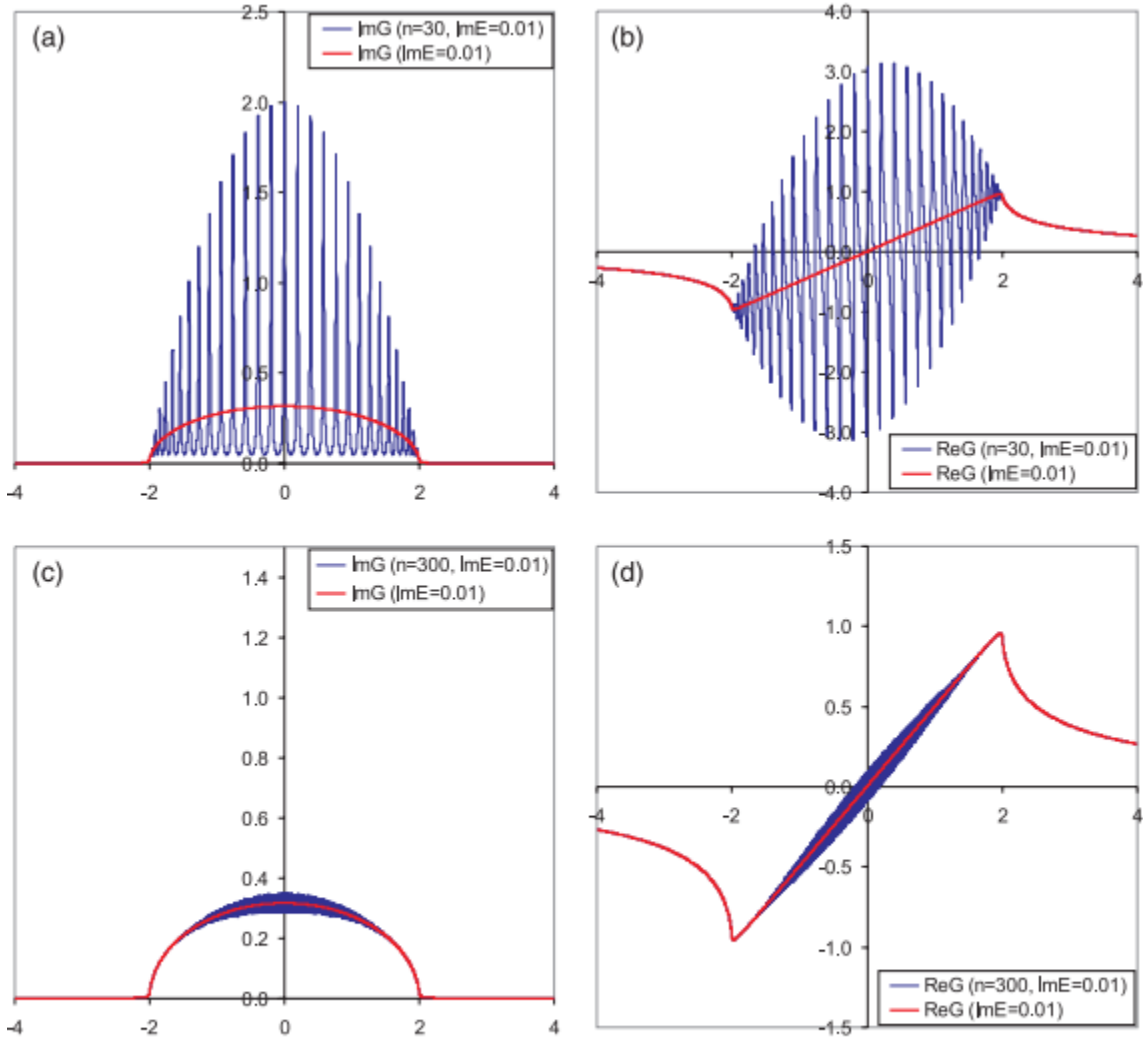 (a)
2.5
ImG (n=30, ImE=0.01)
ImG (ImE=0.01)
2.0
1.5
1.0
0.5
0.0
-4 -2 0 2 4
(b)
4.0
3.0
2.0
1.0
0.0
-4 -2 0 2 4
-1.0
-2.0
-3.0
-4.0
ReG (n=30, ImE=0.01)
ReG (ImE=0.01)
(c)
1.4
ImG (n=300, ImE=0.01)
ImG (ImE=0.01)
1.2
1.0
0.8
0.6
0.4
0.2
0.0
-4 -2 0 2 4
(d)
1.5
1.0
0.5
0.0
-4 -2 0 2 4
-0.5
-1.0
-1.5
ReG (n=300, ImE=0.01)
ReG (ImE=0.01)